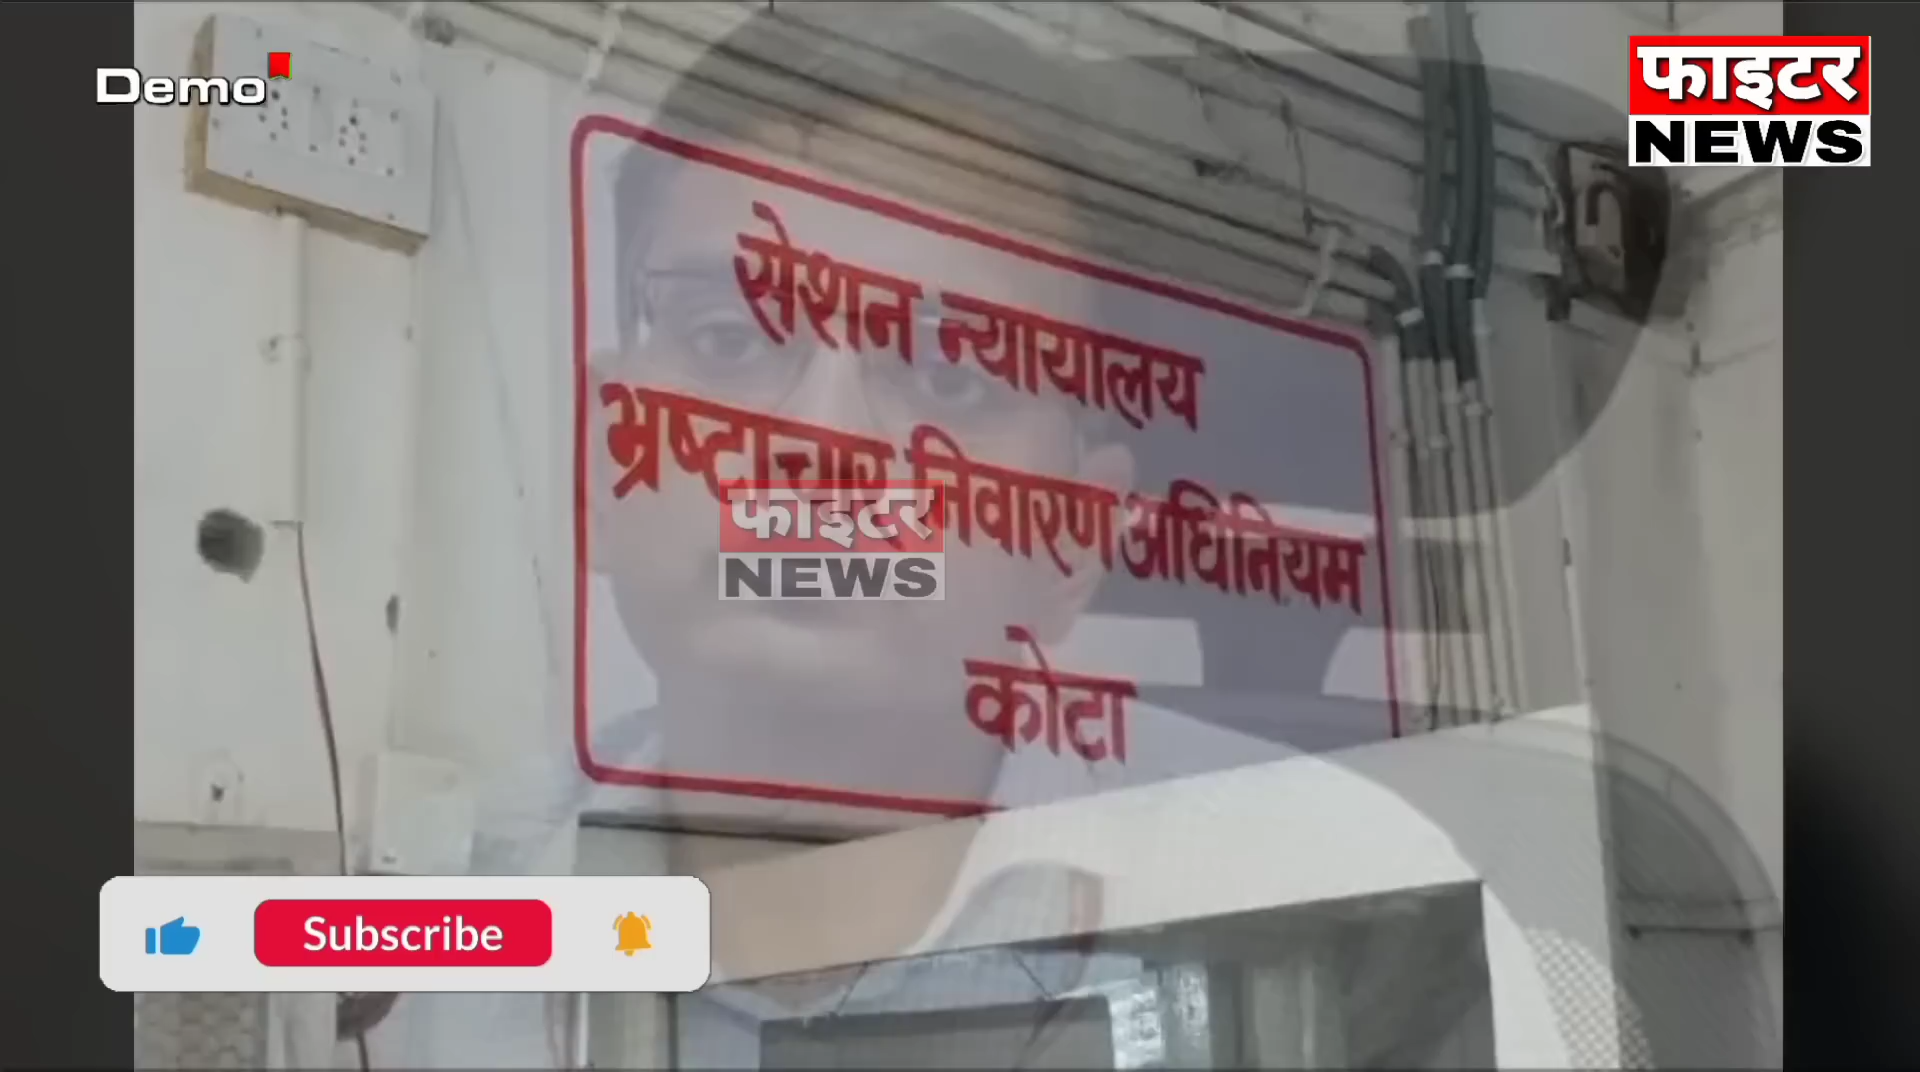 Demo
फाइटर
NEWS
सेशन न्यायालय
भ्रष्टाचार निवारण अधिनियम
कोटा
फाइटर
NEWS
Subscribe